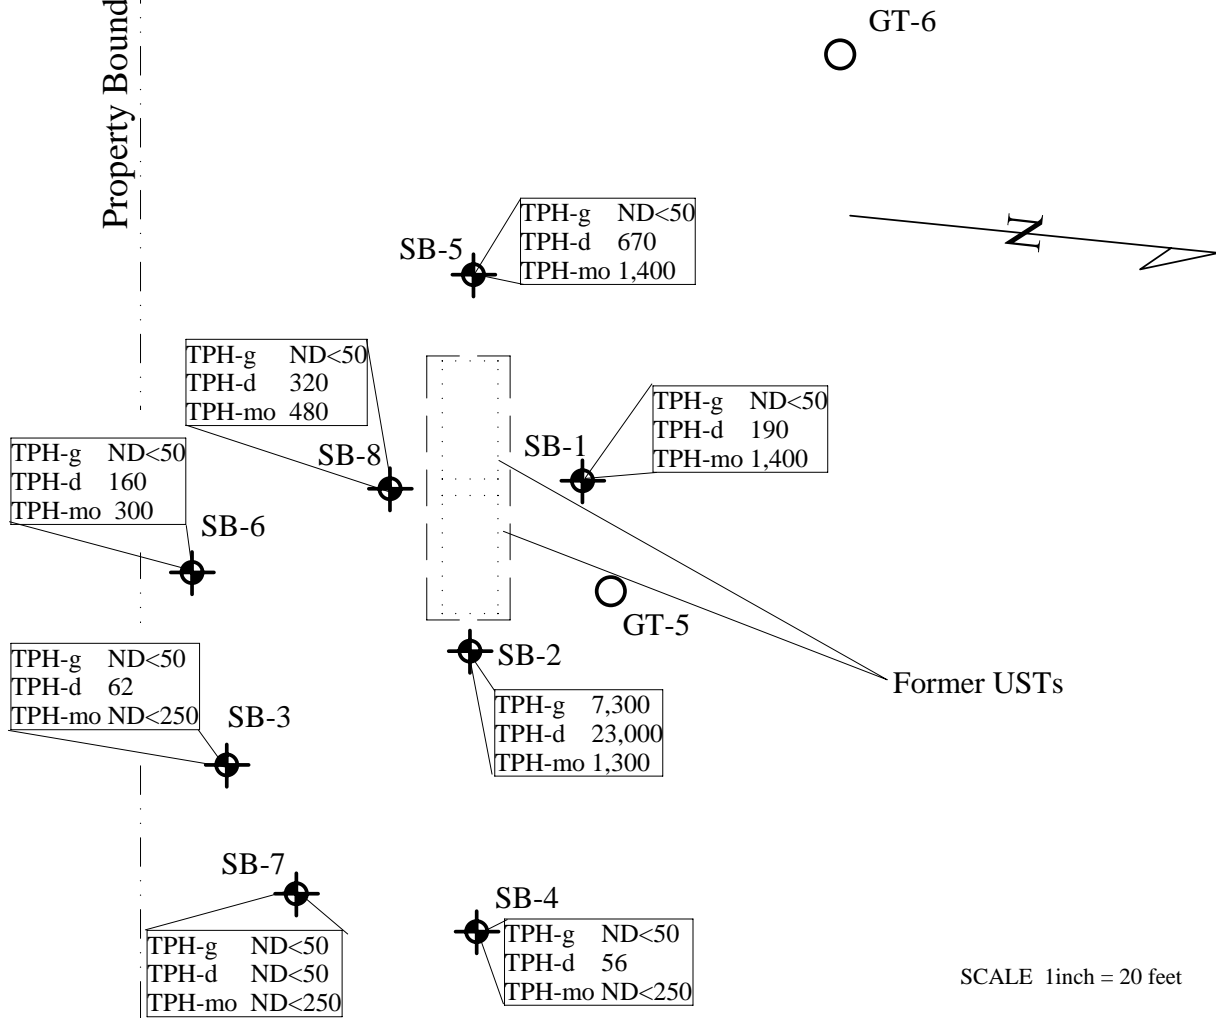 GT-6
Property Bound
TPH-g ND<50
TPH-d 670
TPH-mo 1,400
SB-5
N
TPH-g ND<50
TPH-d 320
TPH-mo 480
SB-8
TPH-g ND<50
TPH-d 190
TPH-mo 1,400
SB-1
TPH-g ND<50
TPH-d 160
TPH-mo 300
SB-6
GT-5
SB-2
TPH-g 7,300
TPH-d 23,000
TPH-mo 1,300
Former USTs
TPH-g ND<50
TPH-d 62
TPH-mo ND<250
SB-3
SB-7
TPH-g ND<50
TPH-d ND<50
TPH-mo ND<250
SB-4
TPH-g ND<50
TPH-d 56
TPH-mo ND<250
SCALE 1inch = 20 feet